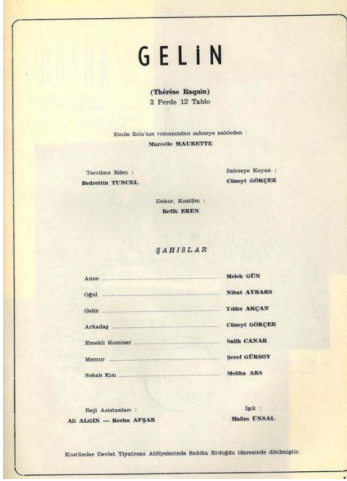 GELİN
(Thérèse Raquin)
3 Perde 12 Tablo
Emile Zola'nın romanından sahneye nakleden :
Marcelle MAURETTE
Tercüme Eden :
Bedrettin TUNCEL
Sahneye Koyan :
Cüneyt GÖKÇER
Dekor, Kostüm :
Refik EREN
ŞAHISLAR
Anne Melek GÜN
Oğul Nihat AYBARS
Gelin Yıldız AKÇAN
Arkadaş Cüneyt GÖKÇER
Emekli Komiser Salih CANAR
Memur Şeref GÜRSOY
Sokak Kızı Meliha ARS
Reji Asistanları :
Ali ALGIN — Kerim AFŞAR
Işık :
Halim ÜNSAL
Kostümler Devlet Tiyatrosu Atölyelerinde Sabiha Erdoğdu idaresinde dikilmiştir.